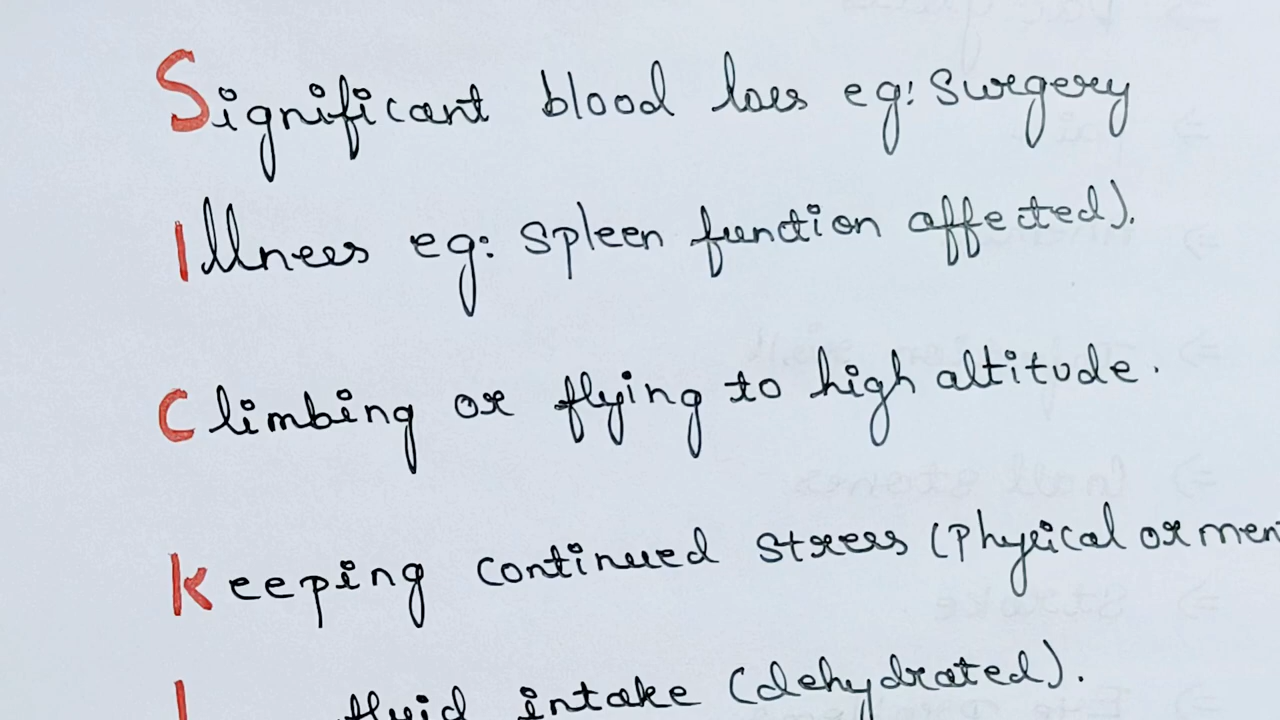 Significant blood loss eg: Surgery
Illness eg: Spleen function affected).
Climbing or flying to high altitude.
Keeping continued stress (Physical or men
fluid intake (dehydrated).